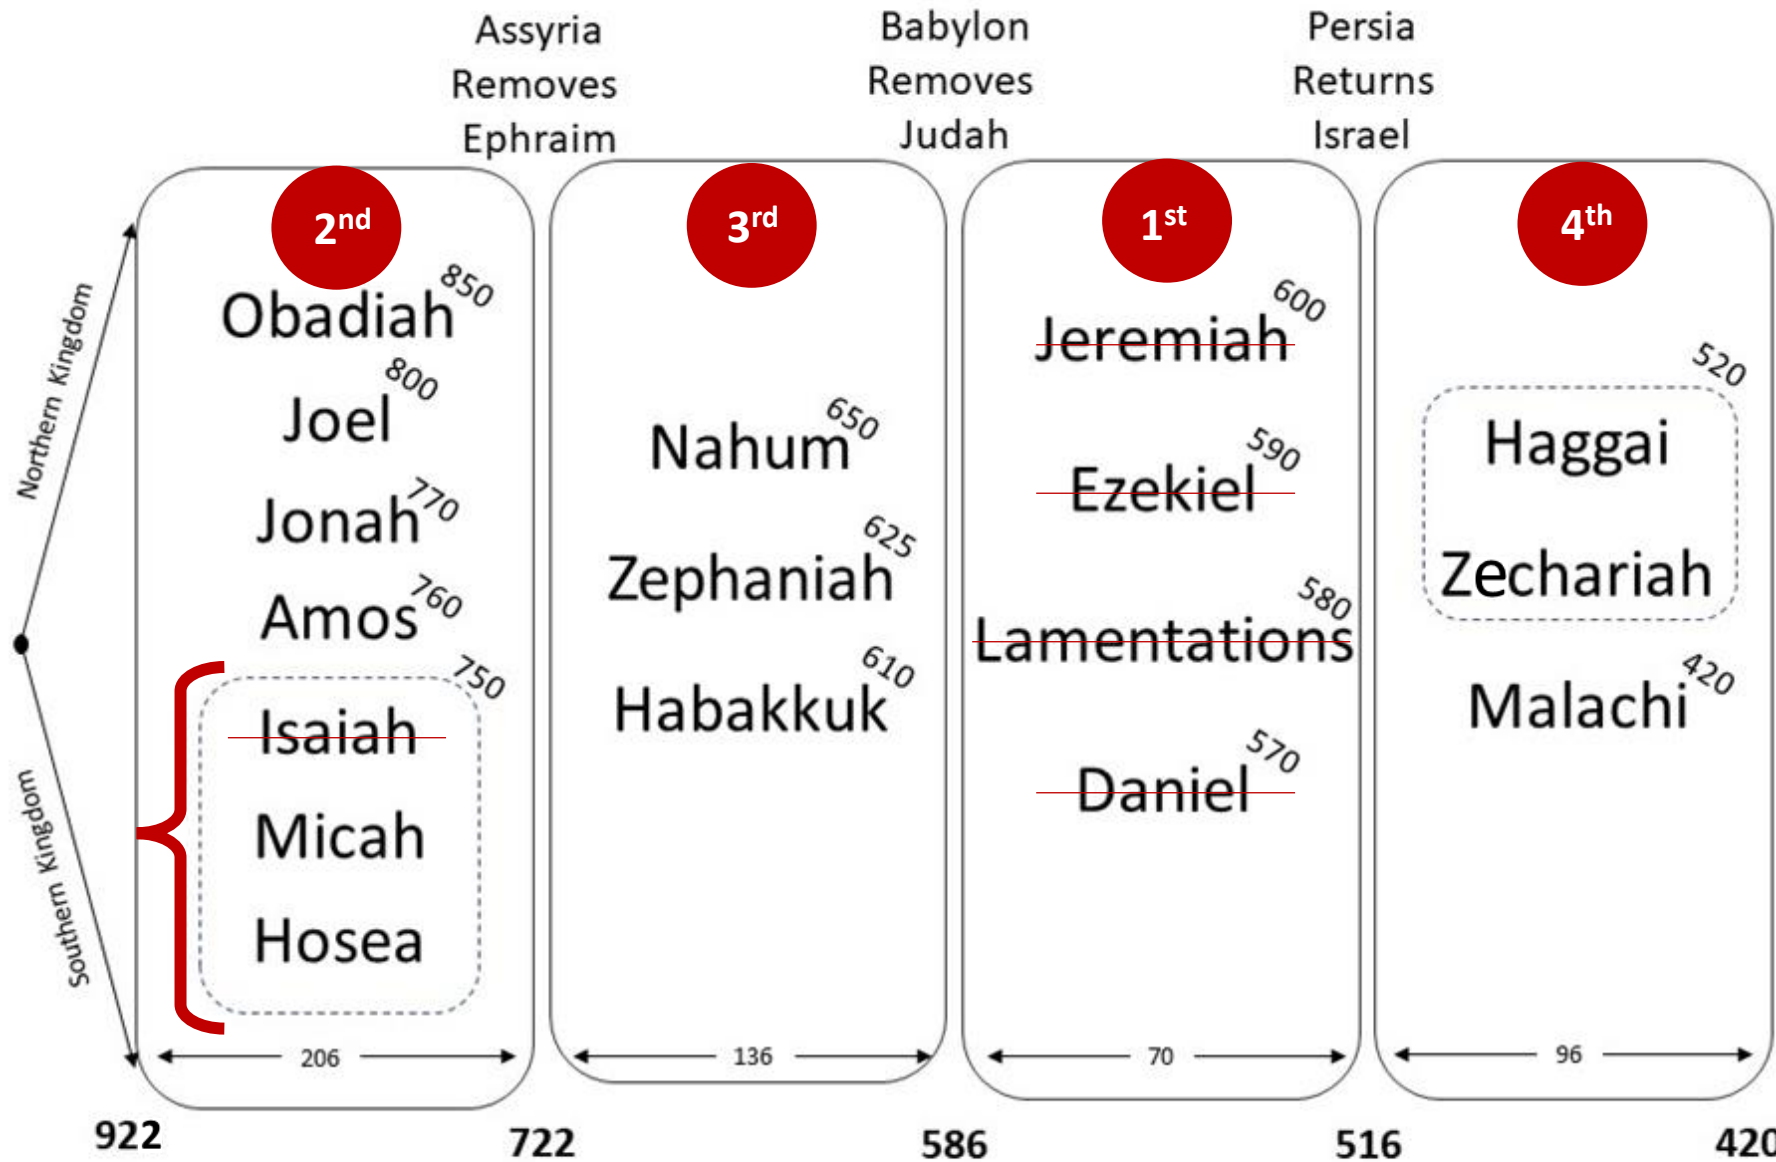 Assyria
Removes
Ephraim
Babylon
Removes
Judah
Persia
Returns
Israel
Northern Kingdom
Southern Kingdom
2nd
Obadiah 850
Joel 800
Jonah 770
Amos 760
750
Isaiah
Micah
Hosea
206
3rd
Nahum 650
Zephaniah 625
Habakkuk 610
136
1st
Jeremiah 600
Ezekiel 590
Lamentations 580
Daniel 570
70
4th
520
Haggai
Zechariah
Malachi 420
96
922
722
586
516
420